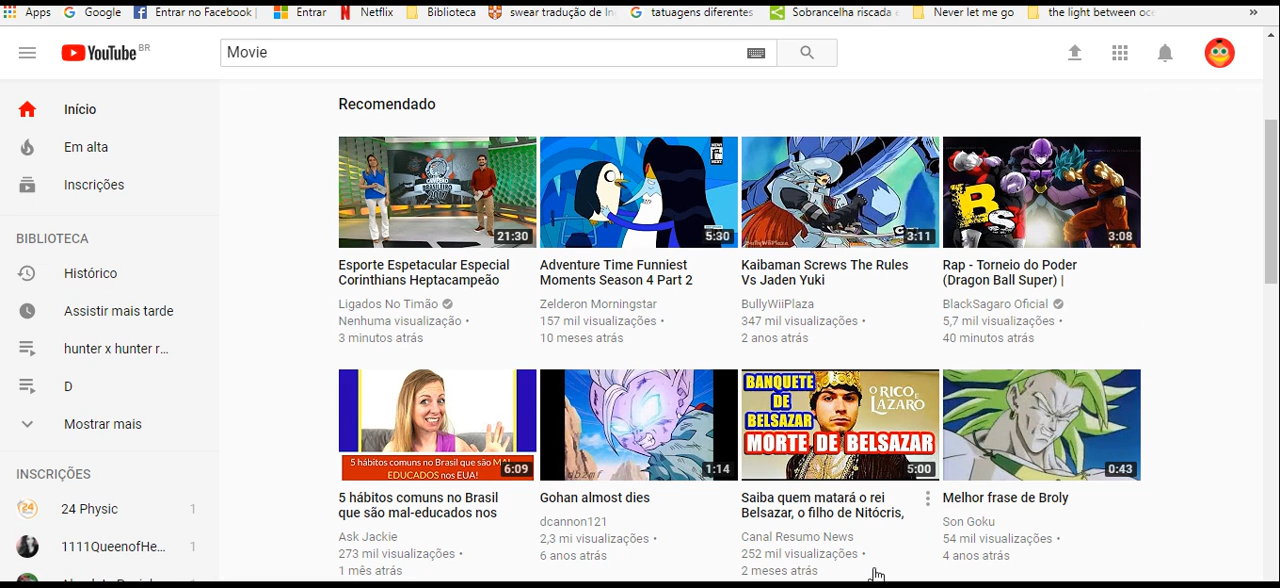 Apps Google Entrar no Facebook Entrar Netflix Biblioteca swear tradução de In tatuagens diferentes Sobrancelha riscada Never let me go the light between oce »
YouTube BR Movie
Recomendado
Início
Em alta
Inscrições
BIBLIOTECA
Histórico
Assistir mais tarde
hunter x hunter r...
D
Mostrar mais
INSCRIÇÕES
24 Physic 1
1111QueenofHe... 1
21:30
Esporte Espetacular Especial
Corinthians Heptacampeão
Ligados No Timão
Nenhuma visualização •
3 minutos atrás
5:30
Adventure Time Funniest
Moments Season 4 Part 2
Zelderon Morningstar
157 mil visualizações •
10 meses atrás
BullyWiiPlaza
3:11
Kaibaman Screws The Rules
Vs Jaden Yuki
BullyWiiPlaza
347 mil visualizações •
2 anos atrás
BS
3:08
Rap - Torneio do Poder
(Dragon Ball Super) |
BlackSagaro Oficial
5,7 mil visualizações •
40 minutos atrás
5 hábitos comuns no Brasil que são MAL
EDUCADOS nos EUA!
6:09
5 hábitos comuns no Brasil
que são mal-educados nos
Ask Jackie
273 mil visualizações •
1 mês atrás
1:14
Gohan almost dies
dcannon121
2,3 mi visualizações •
6 anos atrás
BANQUETE
DE
BELSAZAR
O RICO E
LÁZARO
MORTE DE BELSAZAR
5:00
Saiba quem matará o rei
Belsazar, o filho de Nitócris,
Canal Resumo News
252 mil visualizações •
2 meses atrás
0:43
Melhor frase de Broly
Son Goku
54 mil visualizações •
4 anos atrás